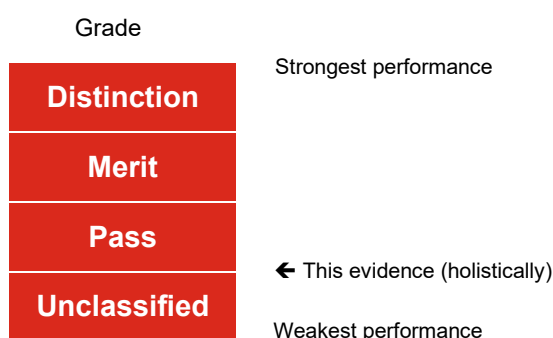 Grade
Strongest performance
Distinction
Merit
Pass
🡸 This evidence (holistically)
Unclassified
Weakest performance